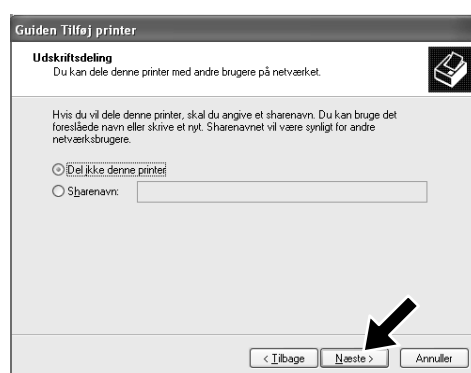 Guiden Tilføj printer
Udskriftsdeling
Du kan dele denne printer med andre brugere på netværket.
Hvis du vil dele denne printer, skal du angive et sharenavn. Du kan bruge det
foreslåede navn eller skrive et nyt. Sharenavnet vil være synligt for andre
netværksbrugere.
Del ikke denne printer
Sharenavn:
< Tilbage Næste > Annuller